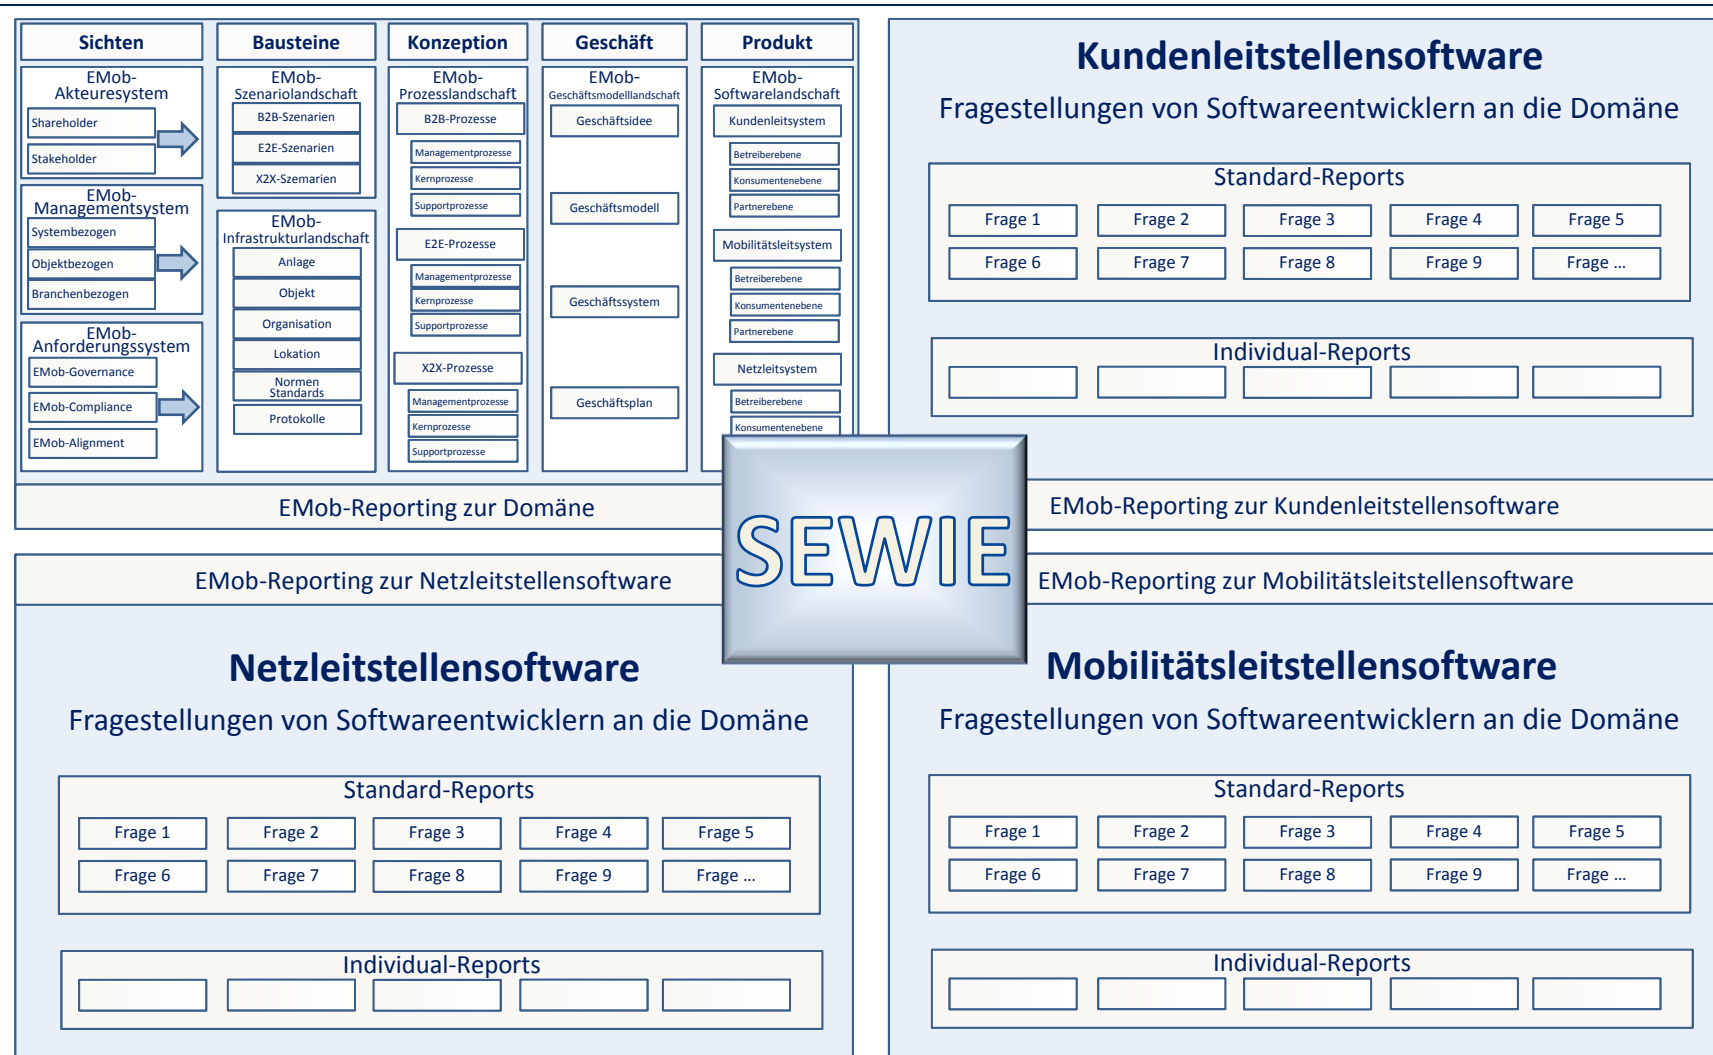 Sichten
EMob-
Akteuresystem
Shareholder
Stakeholder
EMob-
Managementsystem
Systembezogen
Objektbezogen
Branchenbezogen
EMob-
Anforderungssystem
EMob-Governance
EMob-Compliance
EMob-Alignment
Bausteine
EMob-
Szenariolandschaft
B2B-Szenarien
E2E-Szenarien
X2X-Szemarien
EMob-
Infrastrukturlandschaft
Anlage
Objekt
Organisation
Lokation
Normen
Standards
Protokolle
Konzeption
EMob-
Prozesslandschaft
B2B-Prozesse
Managementprozesse
Kernprozesse
Supportprozesse
E2E-Prozesse
Managementprozesse
Kernprozesse
Supportprozesse
X2X-Prozesse
Managementprozesse
Kernprozesse
Supportprozesse
Geschäft
EMob-
Geschäftsmodelllandschaft
Geschäftsidee
Geschäftsmodell
Geschäftssystem
Geschäftsplan
Produkt
EMob-
Softwarelandschaft
Kundenleitsystem
Betreiberebene
Konsumentenebene
Partnerebene
Mobilitätsleitsystem
Betreiberebene
Konsumentenebene
Partnerebene
Netzleitsystem
Betreiberebene
Konsumentenebene
EMob-Reporting zur Domäne
Kundenleitstellensoftware
Fragestellungen von Softwareentwicklern an die Domäne
Standard-Reports
Frage 1 Frage 2 Frage 3 Frage 4 Frage 5
Frage 6 Frage 7 Frage 8 Frage 9 Frage ...
Individual-Reports
EMob-Reporting zur Kundenleitstellensoftware
SEWIE
EMob-Reporting zur Netzleitstellensoftware
Netzleitstellensoftware
Fragestellungen von Softwareentwicklern an die Domäne
Standard-Reports
Frage 1 Frage 2 Frage 3 Frage 4 Frage 5
Frage 6 Frage 7 Frage 8 Frage 9 Frage ...
Individual-Reports
EMob-Reporting zur Mobilitätsleitstellensoftware
Mobilitätsleitstellensoftware
Fragestellungen von Softwareentwicklern an die Domäne
Standard-Reports
Frage 1 Frage 2 Frage 3 Frage 4 Frage 5
Frage 6 Frage 7 Frage 8 Frage 9 Frage ...
Individual-Reports